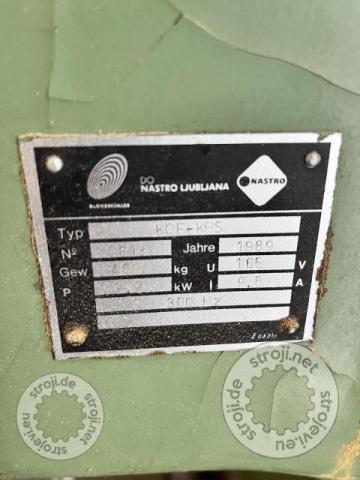 SLOVENIJALES
DO
NASTRO LJUBLJANA
NASTRO
Typ KOF-KPS
Nº Jahre 1989
Gew kg U 165 V
P kW I A
300 Hz
stroji.de
stroji.net
strojevi.eu
stroji.de
stroji.net
strojevi.eu